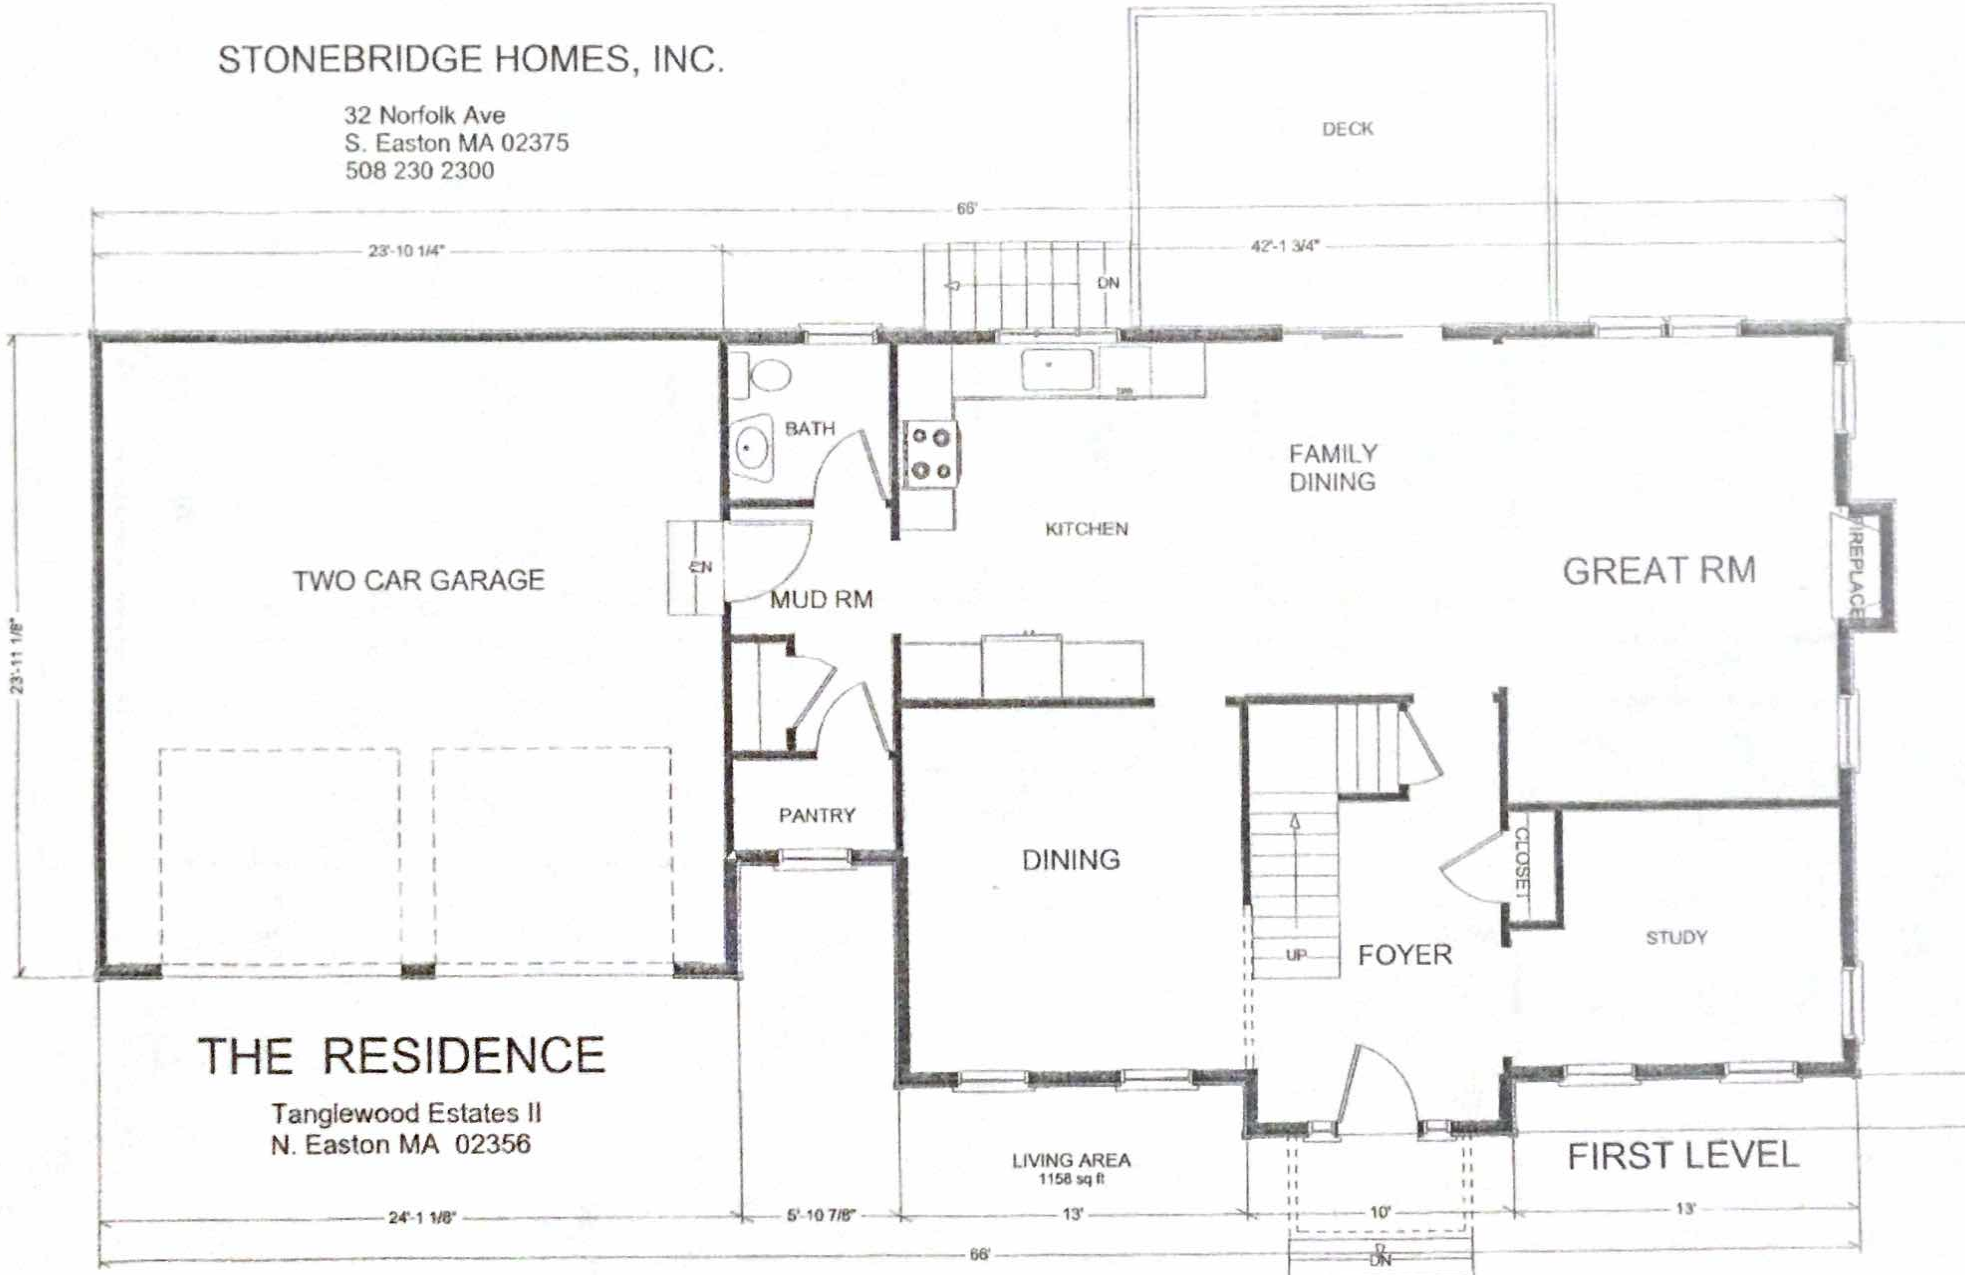 STONEBRIDGE HOMES, INC.
32 Norfolk Ave
S. Easton MA 02375
508 230 2300
DECK
66'
23'-10 1/4"
42'-1 3/4"
DN
BATH
FAMILY
DINING
KITCHEN
TWO CAR GARAGE
GREAT RM
FIREPLACE
DN
MUD RM
23'-11 1/8"
PANTRY
DINING
CLOSET
STUDY
UP
FOYER
THE RESIDENCE
Tanglewood Estates II
N. Easton MA 02356
LIVING AREA
1158 sq ft
FIRST LEVEL
24'-1 1/8"
5'-10 7/8"
13'
10'
13'
66'
DN